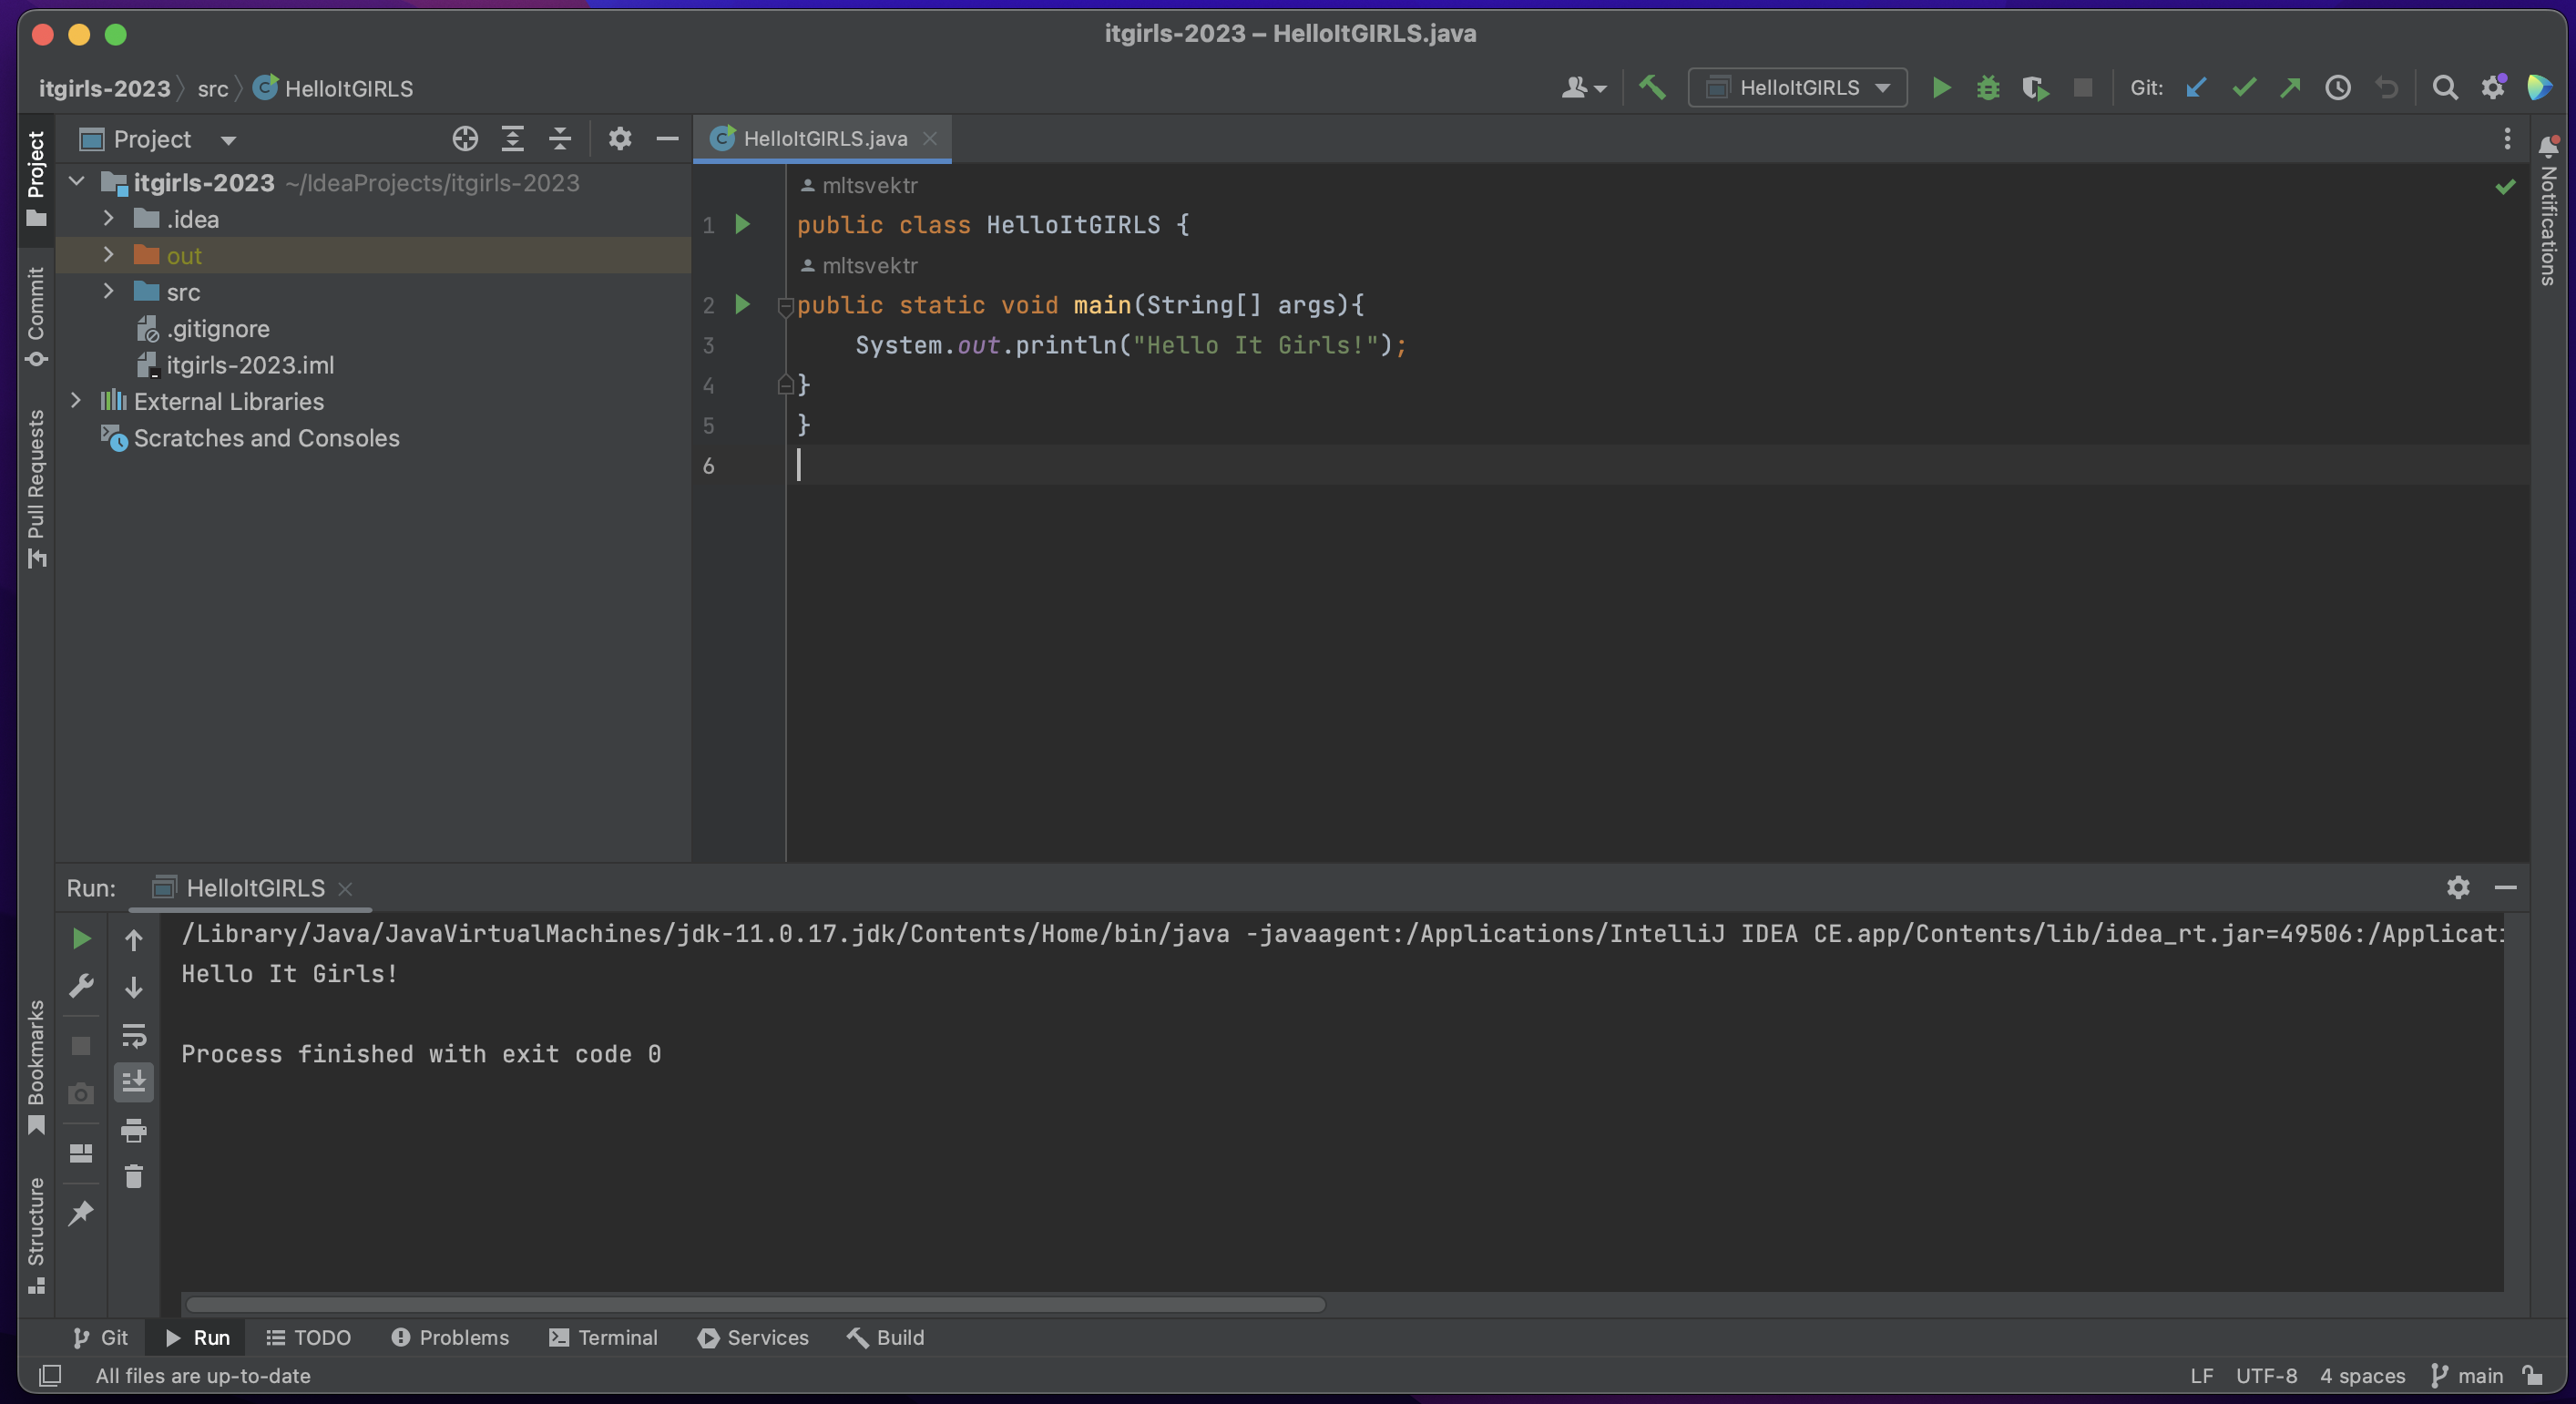 itgirls-2023 – HelloItGIRLS.java
itgirls-2023 src HelloItGIRLS
HelloItGIRLS
Git:
Project
HelloItGIRLS.java
itgirls-2023 ~/IdeaProjects/itgirls-2023
.idea
out
src
.gitignore
itgirls-2023.iml
External Libraries
Scratches and Consoles
Project
Commit
Pull Requests
Bookmarks
Structure
Notifications
mltsvektr
1 public class HelloItGIRLS {
mltsvektr
2 public static void main(String[] args){
3 System.out.println("Hello It Girls!");
4 }
5 }
6
Run: HelloItGIRLS
/Library/Java/JavaVirtualMachines/jdk-11.0.17.jdk/Contents/Home/bin/java -javaagent:/Applications/IntelliJ IDEA CE.app/Contents/lib/idea_rt.jar=49506:/Applicati
Hello It Girls!
Process finished with exit code 0
Git Run TODO Problems Terminal Services Build
All files are up-to-date
LF UTF-8 4 spaces main